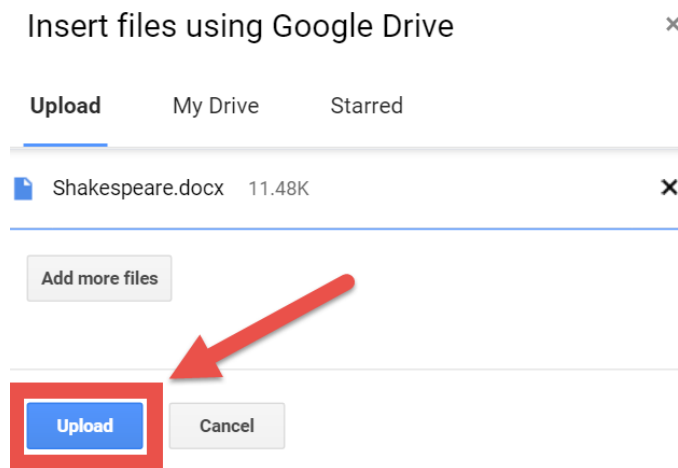 Insert files using Google Drive
Upload My Drive Starred
Shakespeare.docx 11.48K
Add more files
Upload Cancel